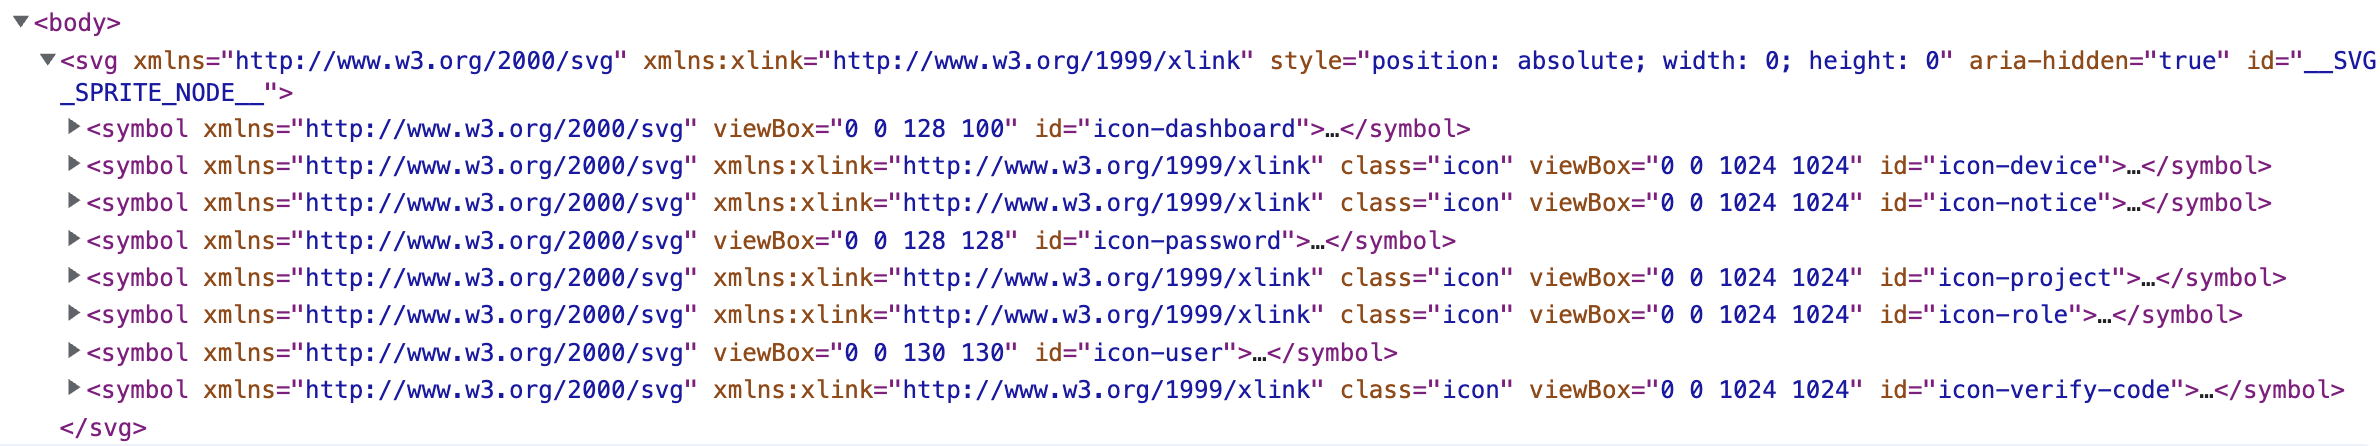 <body>
<svg xmlns="http://www.w3.org/2000/svg" xmlns:xlink="http://www.w3.org/1999/xlink" style="position: absolute; width: 0; height: 0" aria-hidden="true" id="__SVG
_SPRITE_NODE__">
<symbol xmlns="http://www.w3.org/2000/svg" viewBox="0 0 128 100" id="icon-dashboard">…</symbol>
<symbol xmlns="http://www.w3.org/2000/svg" xmlns:xlink="http://www.w3.org/1999/xlink" class="icon" viewBox="0 0 1024 1024" id="icon-device">…</symbol>
<symbol xmlns="http://www.w3.org/2000/svg" xmlns:xlink="http://www.w3.org/1999/xlink" class="icon" viewBox="0 0 1024 1024" id="icon-notice">…</symbol>
<symbol xmlns="http://www.w3.org/2000/svg" viewBox="0 0 128 128" id="icon-password">…</symbol>
<symbol xmlns="http://www.w3.org/2000/svg" xmlns:xlink="http://www.w3.org/1999/xlink" class="icon" viewBox="0 0 1024 1024" id="icon-project">…</symbol>
<symbol xmlns="http://www.w3.org/2000/svg" xmlns:xlink="http://www.w3.org/1999/xlink" class="icon" viewBox="0 0 1024 1024" id="icon-role">…</symbol>
<symbol xmlns="http://www.w3.org/2000/svg" viewBox="0 0 130 130" id="icon-user">…</symbol>
<symbol xmlns="http://www.w3.org/2000/svg" xmlns:xlink="http://www.w3.org/1999/xlink" class="icon" viewBox="0 0 1024 1024" id="icon-verify-code">…</symbol>
</svg>